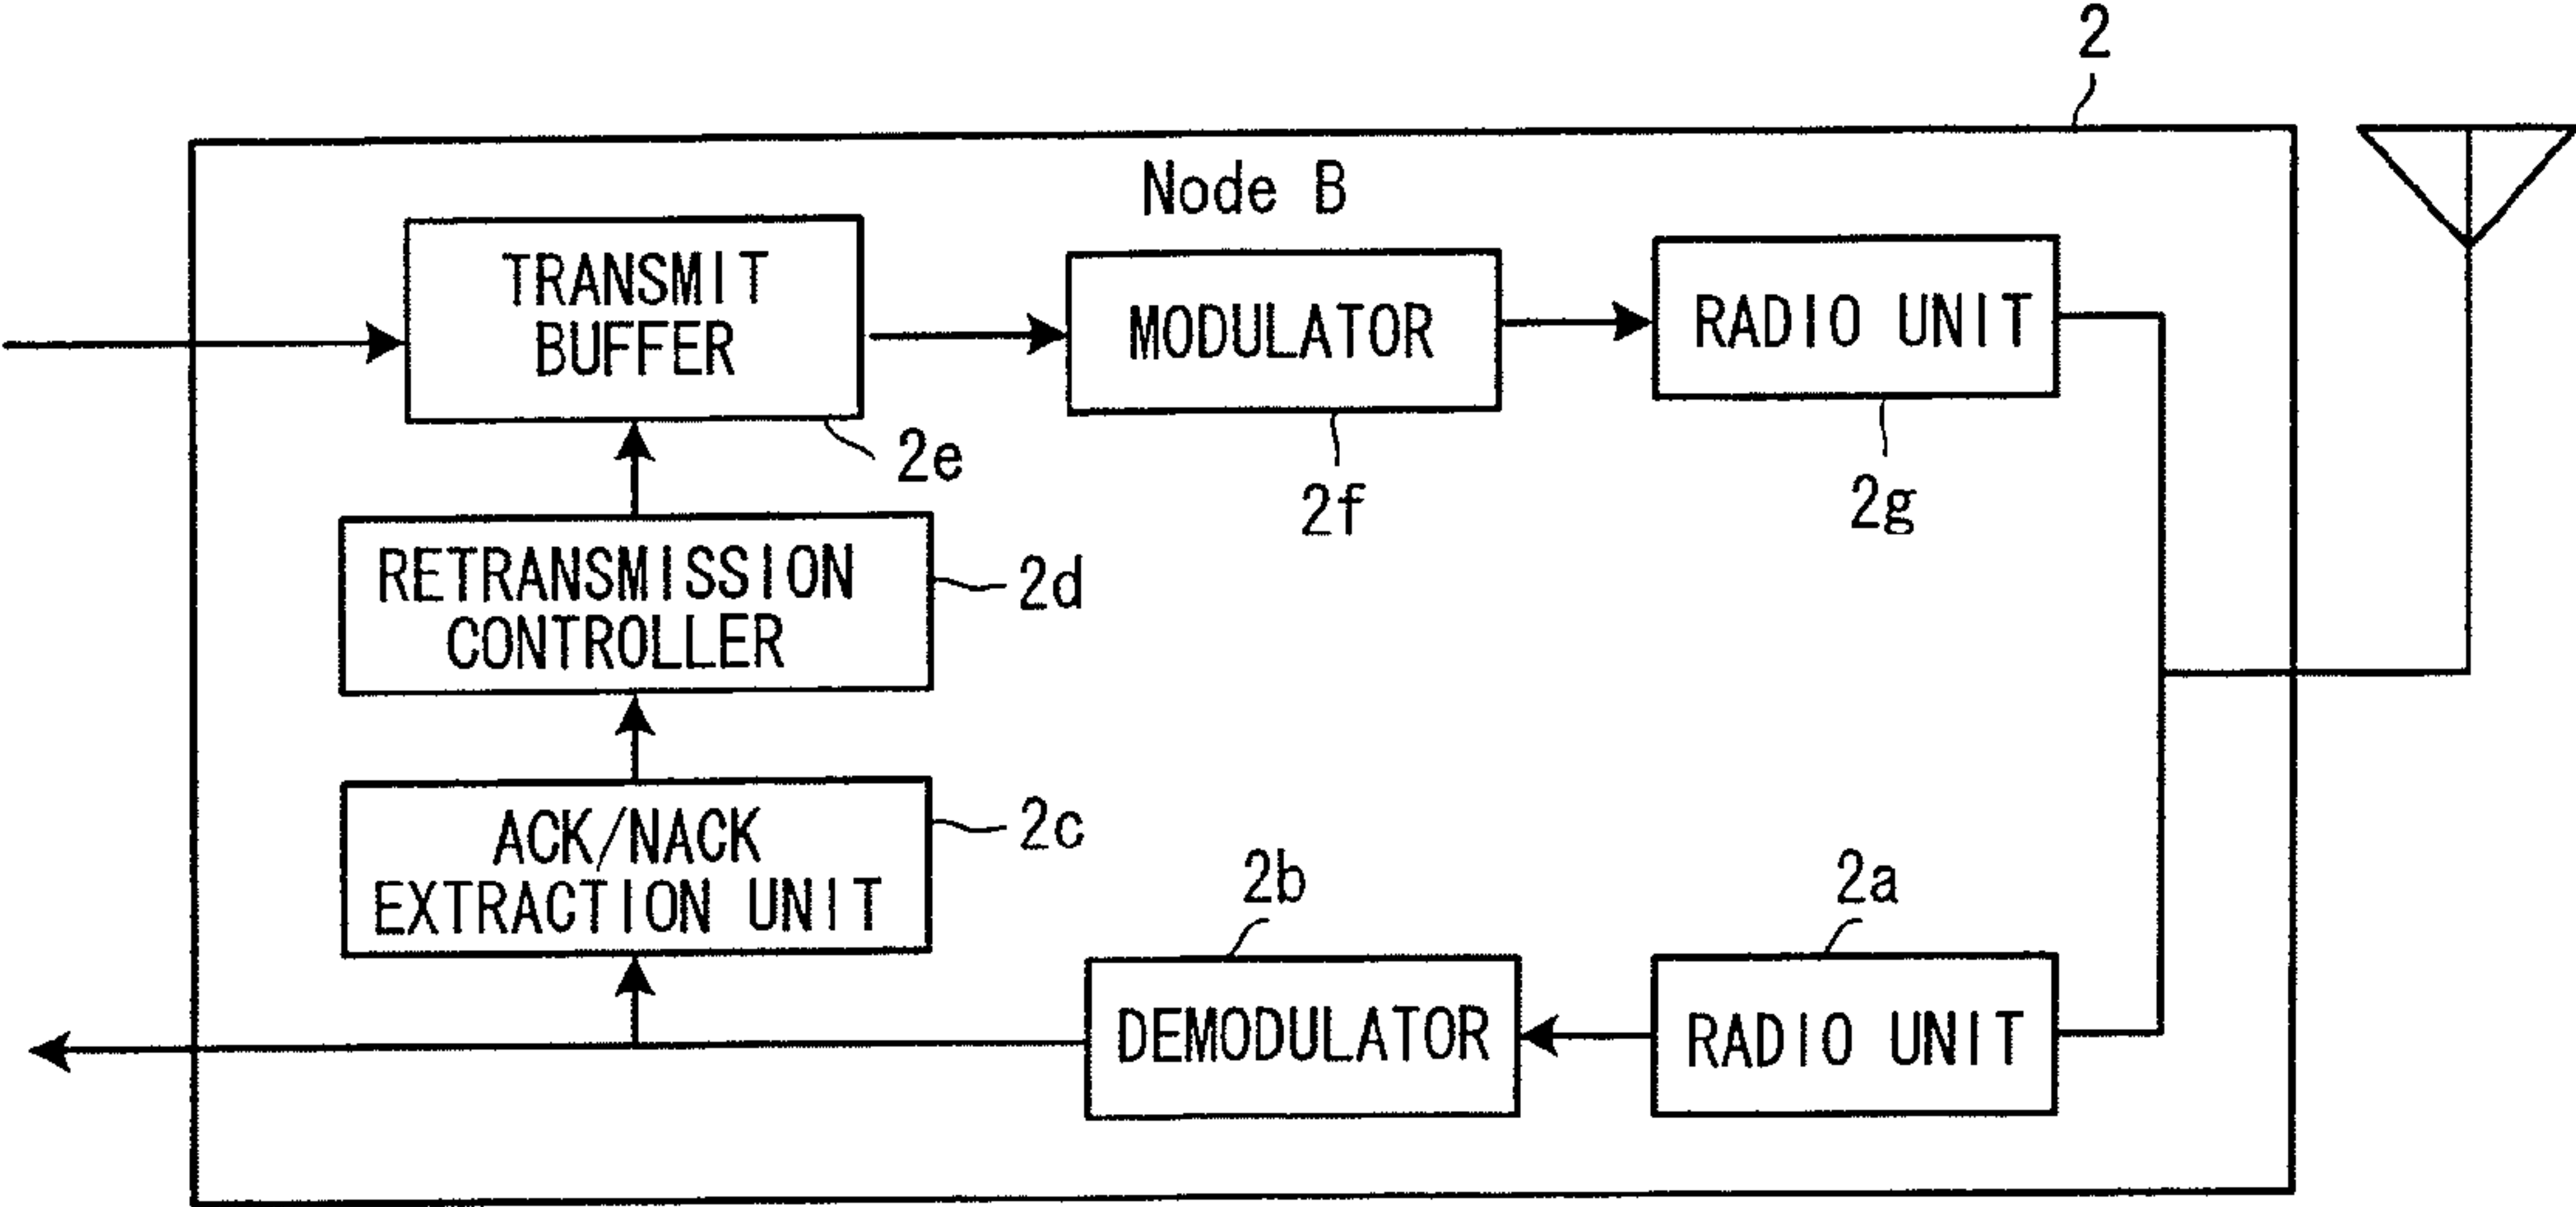 2
Node B
TRANSMIT
BUFFER
2e
MODULATOR
2f
RADIO UNIT
2g
RETRANSMISSION
CONTROLLER
2d
ACK/NACK
EXTRACTION UNIT
2c
2b
DEMODULATOR
2a
RADIO UNIT